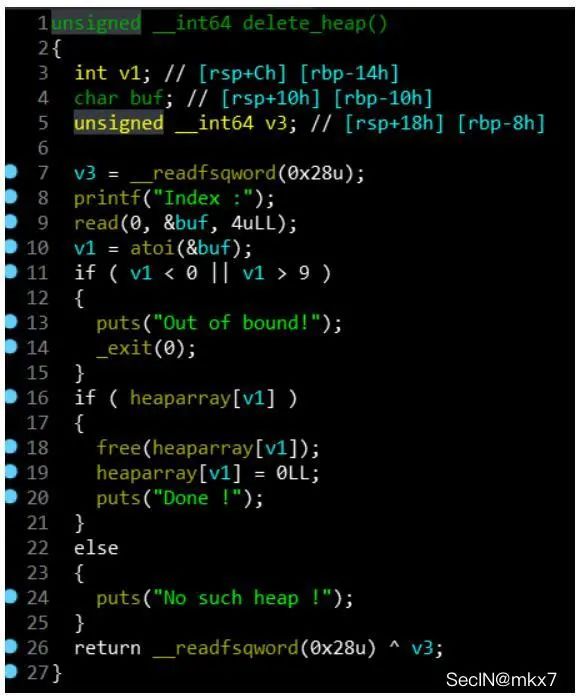 1 unsigned __int64 delete_heap()
2 {
3   int v1; // [rsp+Ch] [rbp-14h]
4   char buf; // [rsp+10h] [rbp-10h]
5   unsigned __int64 v3; // [rsp+18h] [rbp-8h]
6
7   v3 = __readfsqword(0x28u);
8   printf("Index :");
9   read(0, &buf, 4uLL);
10   v1 = atoi(&buf);
11   if ( v1 < 0 || v1 > 9 )
12   {
13     puts("Out of bound!");
14     _exit(0);
15   }
16   if ( heaparray[v1] )
17   {
18     free(heaparray[v1]);
19     heaparray[v1] = 0LL;
20     puts("Done !");
21   }
22   else
23   {
24     puts("No such heap !");
25   }
26   return __readfsqword(0x28u) ^ v3;
27 }
SecIN@mkx7